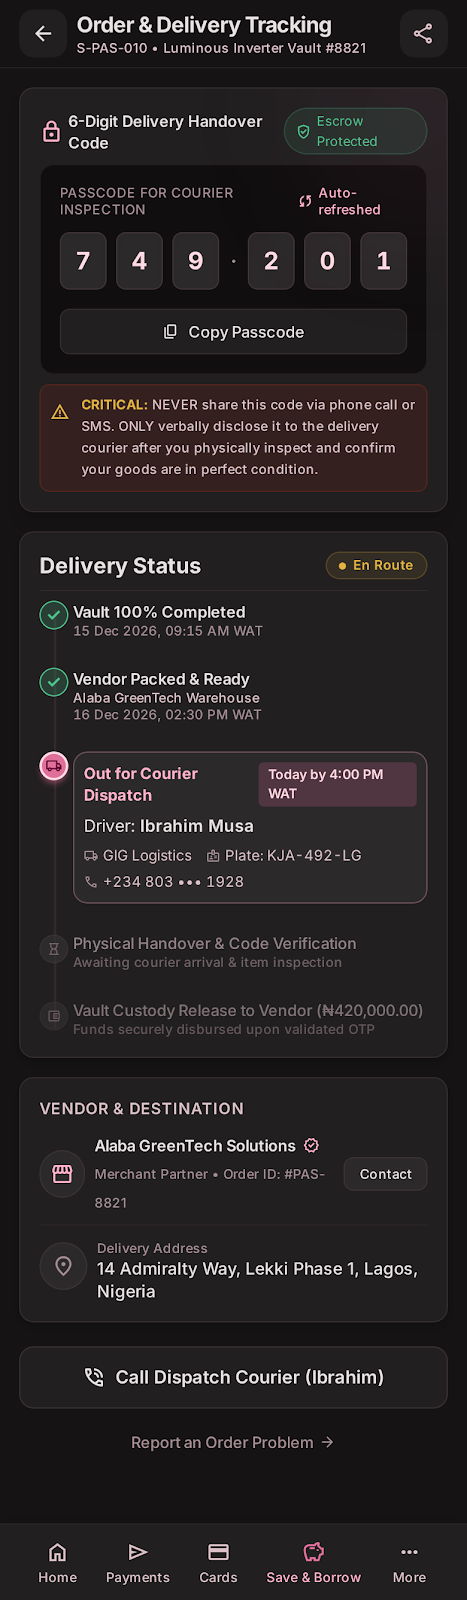 Order & Delivery Tracking
S-PAS-010 • Luminous Inverter Vault #8821
6-Digit Delivery Handover
Code
Escrow
Protected
PASSCODE FOR COURIER
INSPECTION
Auto-
refreshed
7 4 9 · 2 0 1
Copy Passcode
CRITICAL: NEVER share this code via phone call or
SMS. ONLY verbally disclose it to the delivery
courier after you physically inspect and confirm
your goods are in perfect condition.
Delivery Status
En Route
Vault 100% Completed
15 Dec 2026, 09:15 AM WAT
Vendor Packed & Ready
Alaba GreenTech Warehouse
16 Dec 2026, 02:30 PM WAT
Out for Courier
Dispatch
Today by 4:00 PM
WAT
Driver: Ibrahim Musa
GIG Logistics Plate: KJA-492-LG
+234 803 ••• 1928
Physical Handover & Code Verification
Awaiting courier arrival & item inspection
Vault Custody Release to Vendor (₦420,000.00)
Funds securely disbursed upon validated OTP
VENDOR & DESTINATION
Alaba GreenTech Solutions
Merchant Partner • Order ID: #PAS-
8821
Contact
Delivery Address
14 Admiralty Way, Lekki Phase 1, Lagos,
Nigeria
Call Dispatch Courier (Ibrahim)
Report an Order Problem →
Home Payments Cards Save & Borrow More